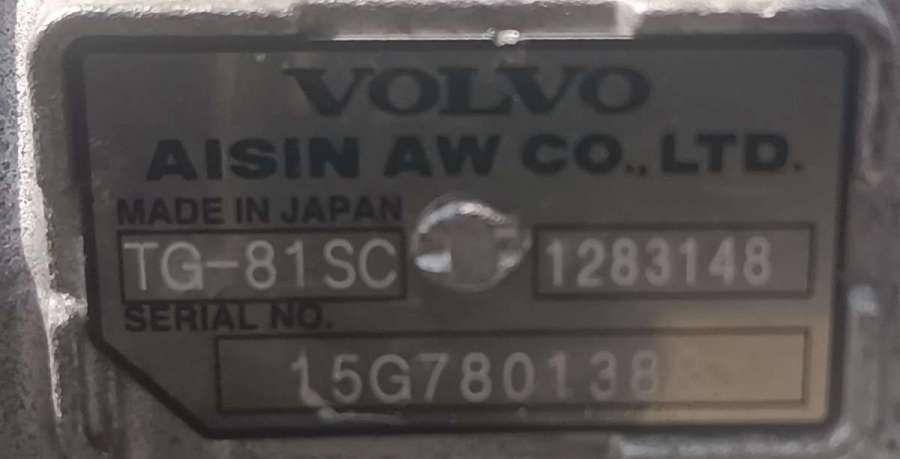 VOLVO
AISIN AW CO., LTD.
MADE IN JAPAN
TG-81SC 1283148
SERIAL NO.
15G780138